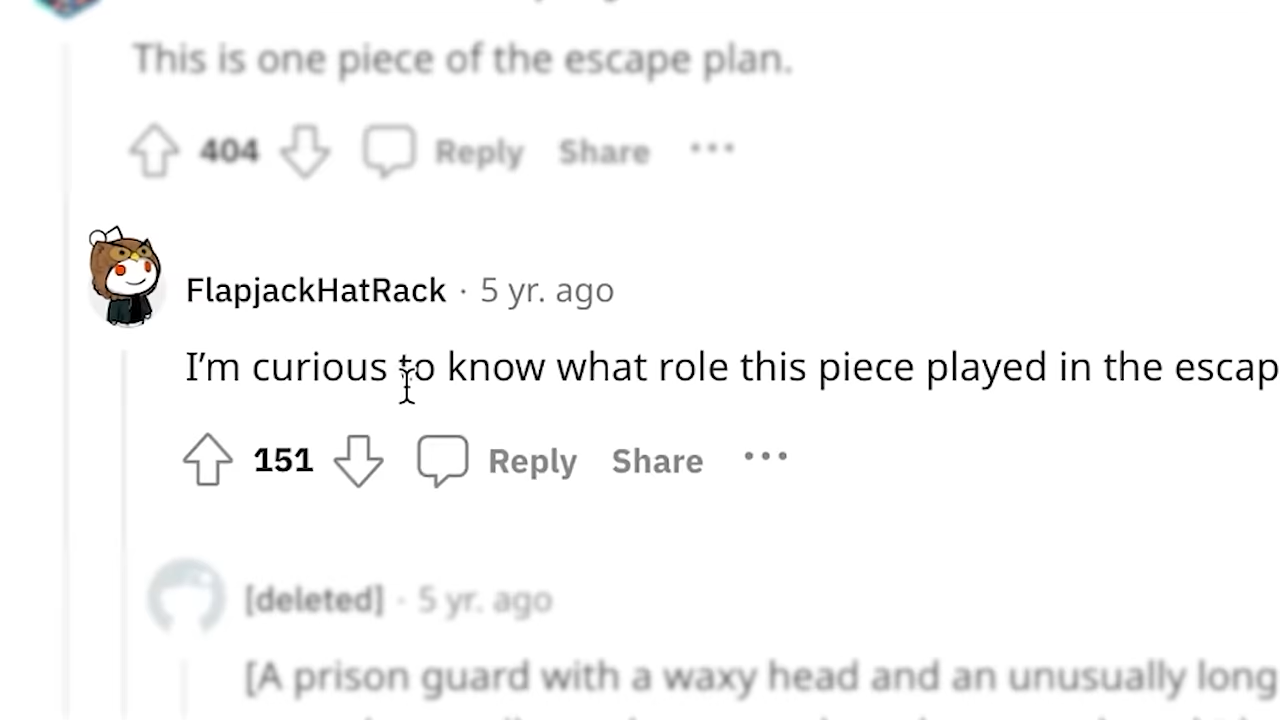 This is one piece of the escape plan.
404 Reply Share ...
FlapjackHatRack · 5 yr. ago
I’m curious to know what role this piece played in the escap
151 Reply Share ...
[deleted] · 5 yr. ago
[A prison guard with a waxy head and an unusually long